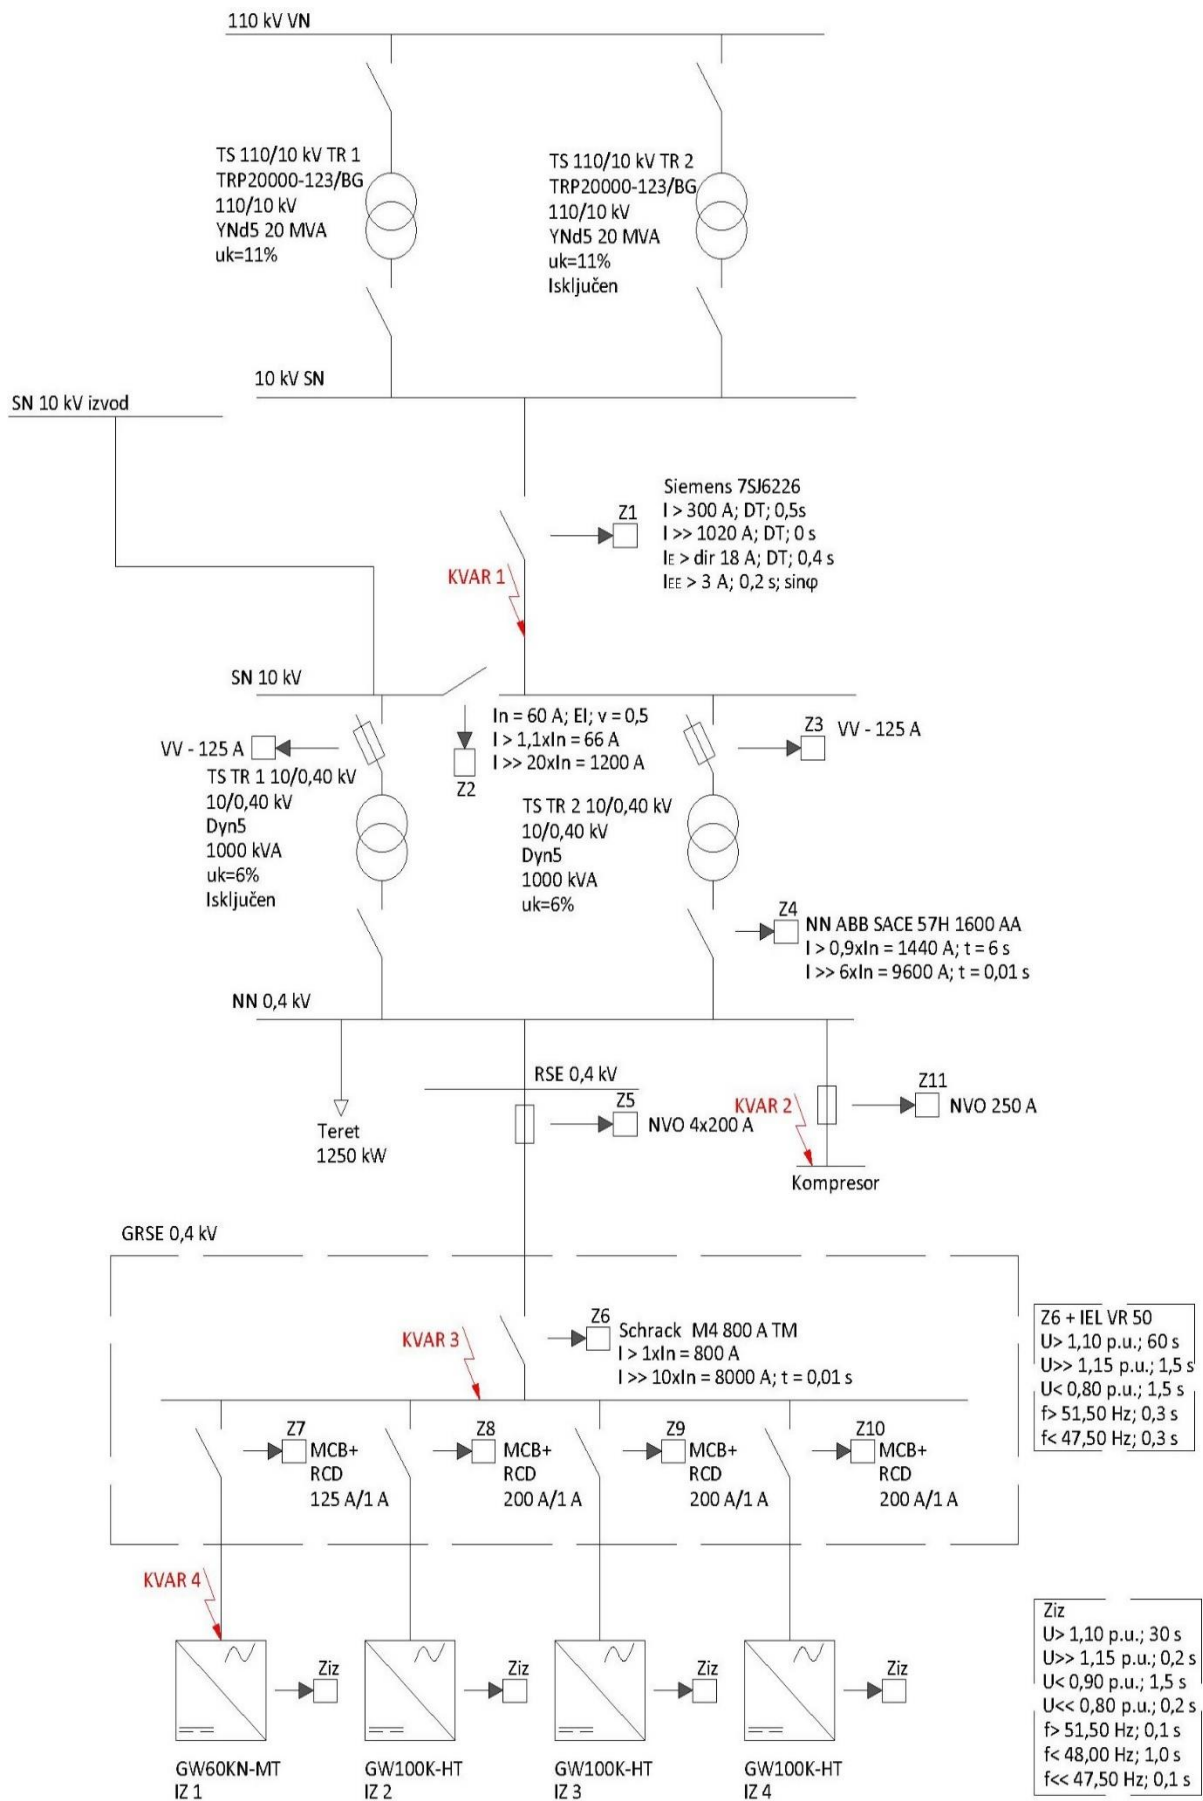 110 kV VN
TS 110/10 kV TR 1
TRP20000-123/BG
110/10 kV
YNd5 20 MVA
uk=11%
TS 110/10 kV TR 2
TRP20000-123/BG
110/10 kV
YNd5 20 MVA
uk=11%
Isključen
10 kV SN
SN 10 kV izvod
Z1
Siemens 7SJ6226
I > 300 A; DT; 0,5s
I >> 1020 A; DT; 0 s
IE > dir 18 A; DT; 0,4 s
IEE > 3 A; 0,2 s; sinφ
KVAR 1
SN 10 kV
VV - 125 A
TS TR 1 10/0,40 kV
10/0,40 kV
Dyn5
1000 kVA
uk=6%
Isključen
In = 60 A; EI; v = 0,5
I > 1,1xIn = 66 A
I >> 20xIn = 1200 A
Z2
Z3
VV - 125 A
TS TR 2 10/0,40 kV
10/0,40 kV
Dyn5
1000 kVA
uk=6%
Z4
NN ABB SACE 57H 1600 AA
I > 0,9xIn = 1440 A; t = 6 s
I >> 6xIn = 9600 A; t = 0,01 s
NN 0,4 kV
Teret
1250 kW
RSE 0,4 kV
Z5
NVO 4x200 A
KVAR 2
Z11
NVO 250 A
Kompresor
GRSE 0,4 kV
Z6
Schrack M4 800 A TM
I > 1xIn = 800 A
I >> 10xIn = 8000 A; t = 0,01 s
KVAR 3
Z6 + IEL VR 50
U> 1,10 p.u.; 60 s
U>> 1,15 p.u.; 1,5 s
U< 0,80 p.u.; 1,5 s
f> 51,50 Hz; 0,3 s
f< 47,50 Hz; 0,3 s
Z7
MCB+
RCD
125 A/1 A
Z8
MCB+
RCD
200 A/1 A
Z9
MCB+
RCD
200 A/1 A
Z10
MCB+
RCD
200 A/1 A
KVAR 4
Ziz
Ziz
Ziz
Ziz
GW60KN-MT
IZ 1
GW100K-HT
IZ 2
GW100K-HT
IZ 3
GW100K-HT
IZ 4
Ziz
U> 1,10 p.u.; 30 s
U>> 1,15 p.u.; 0,2 s
U< 0,90 p.u.; 1,5 s
U<< 0,80 p.u.; 0,2 s
f> 51,50 Hz; 0,1 s
f< 48,00 Hz; 1,0 s
f<< 47,50 Hz; 0,1 s